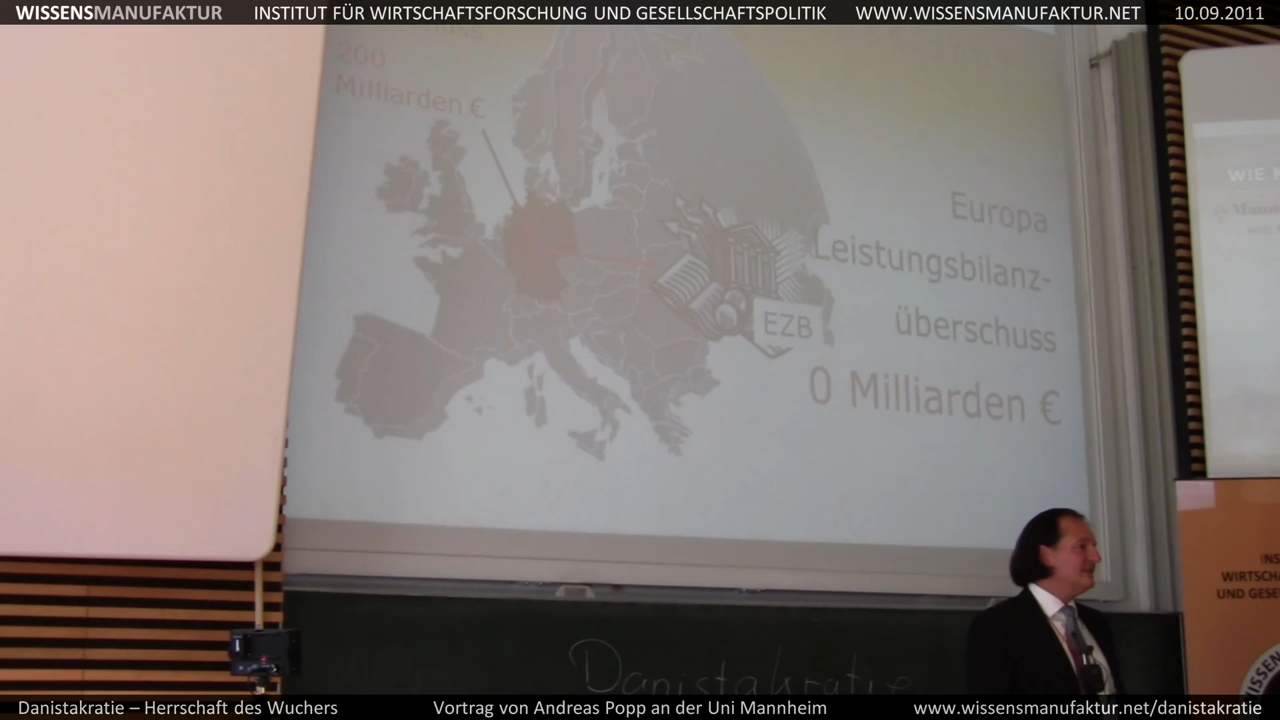 WISSENSMANUFAKTUR INSTITUT FÜR WIRTSCHAFTSFORSCHUNG UND GESELLSCHAFTSPOLITIK WWW.WISSENSMANUFAKTUR.NET 10.09.2011
200
Milliarden €
Europa
Leistungsbilanz-
überschuss
0 Milliarden €
EZB
WIE
Danistakratie
Danistakratie – Herrschaft des Wuchers Vortrag von Andreas Popp an der Uni Mannheim www.wissensmanufaktur.net/danistakratie